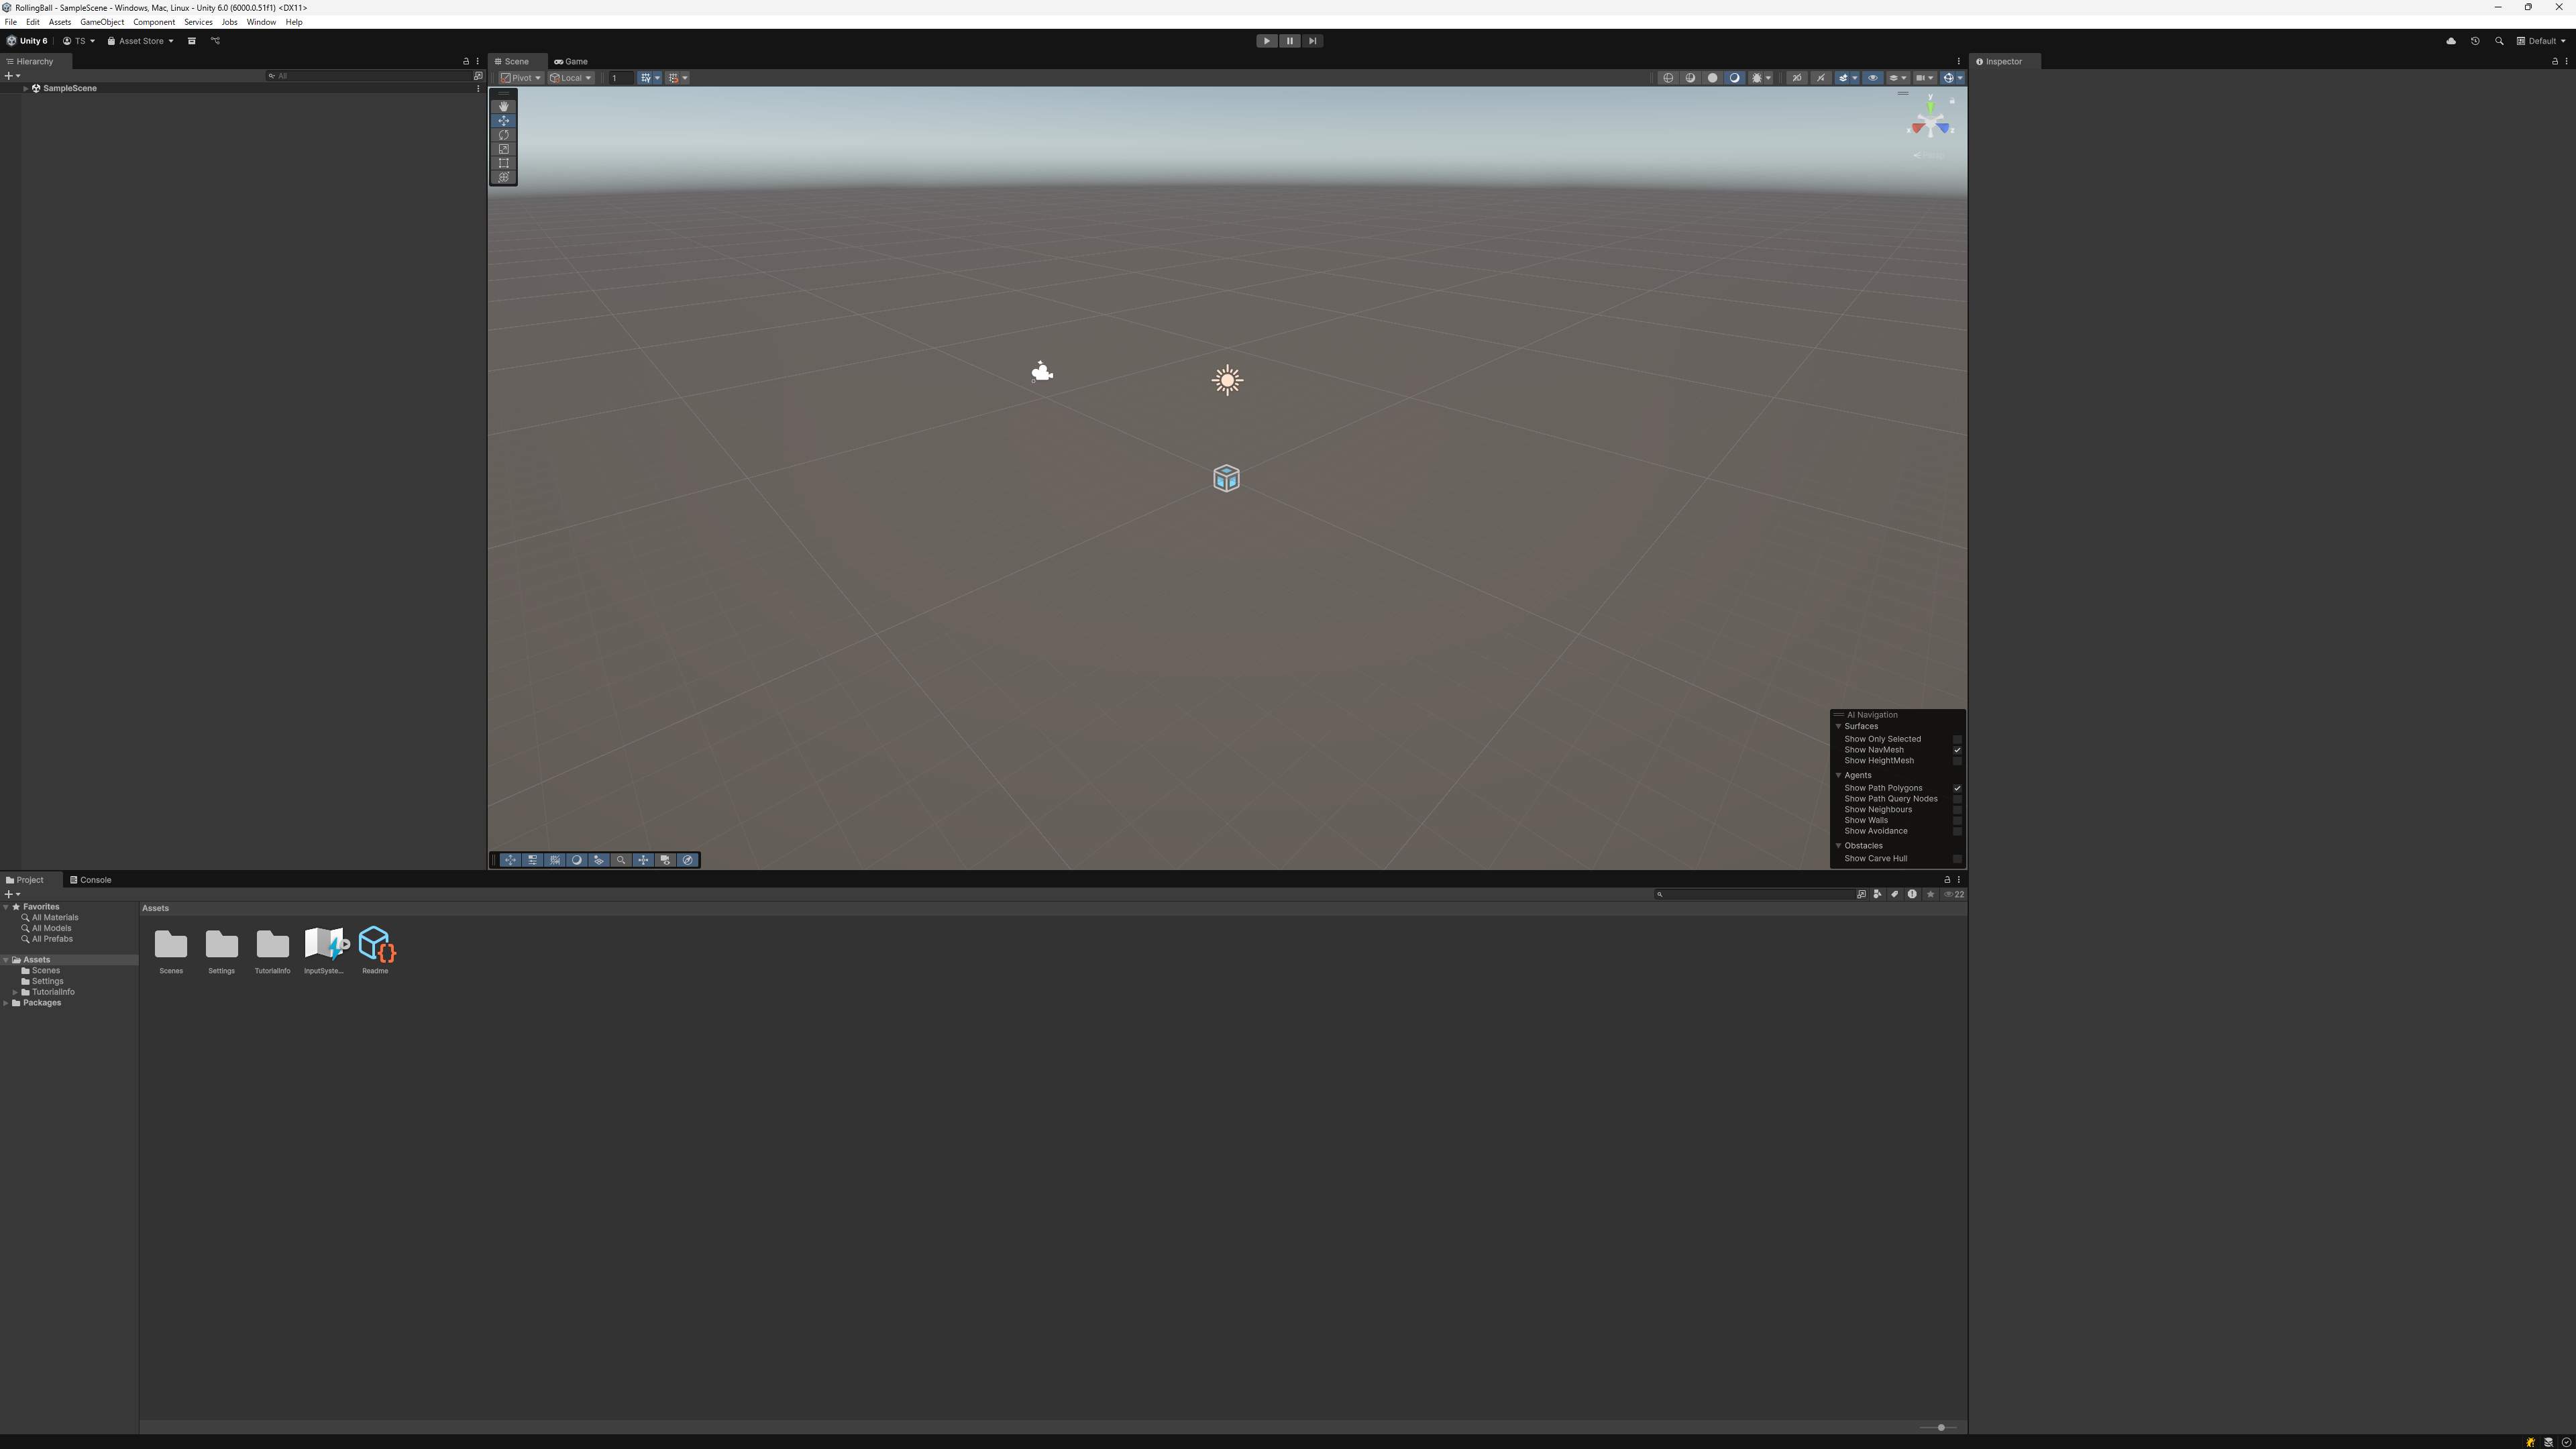 RollingBall - SampleScene - Windows, Mac, Linux - Unity 6.0 (6000.0.51f1) <DX11>
File Edit Assets GameObject Component Services Jobs Window Help
Unity 6 TS Asset Store Default
Hierarchy
All
SampleScene
Scene Game
Pivot Local 1
y
x z
Persp
AI Navigation
Surfaces
Show Only Selected
Show NavMesh
Show HeightMesh
Agents
Show Path Polygons
Show Path Query Nodes
Show Neighbours
Show Walls
Show Avoidance
Obstacles
Show Carve Hull
Inspector
Project Console
22
Favorites
All Materials
All Models
All Prefabs
Assets
Scenes
Settings
TutorialInfo
Packages
Assets
Scenes Settings TutorialInfo InputSyste... Readme